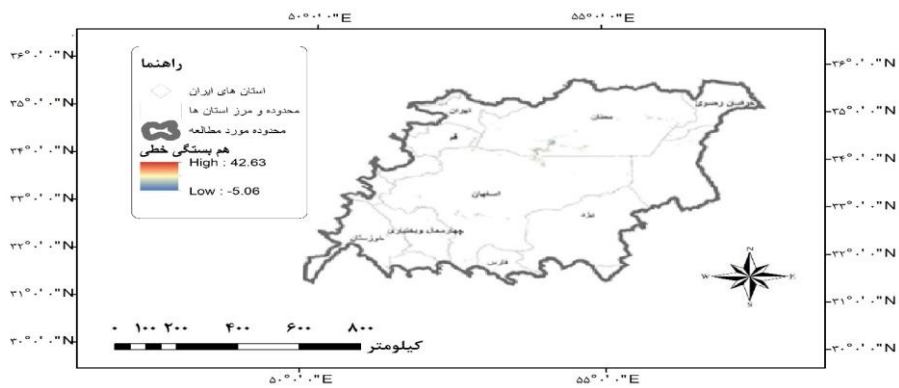 ۵۰°۰'۰"E ۵۵°۰'۰"E
۳۶°۰'۰"N
۳۵°۰'۰"N
۳۴°۰'۰"N
۳۳°۰'۰"N
۳۲°۰'۰"N
۳۱°۰'۰"N
۳۰°۰'۰"N
راهنما
استان های ایران
محدوده و مرز استان ها
محدوده مورد مطالعه
هم بستگی خطی
High : 42.63
Low : -5.06
خراسان رضوی
تهران
سمنان
قم
اصفهان
یزد
چهارمحال وبختیاری
خوزستان
فارس
N
W E
S
۳۶°۰'۰"N
۳۵°۰'۰"N
۳۴°۰'۰"N
۳۳°۰'۰"N
۳۲°۰'۰"N
۳۱°۰'۰"N
۳۰°۰'۰"N
۰ ۱۰۰ ۲۰۰ ۴۰۰ ۶۰۰ ۸۰۰
کیلومتر
۵۰°۰'۰"E ۵۵°۰'۰"E